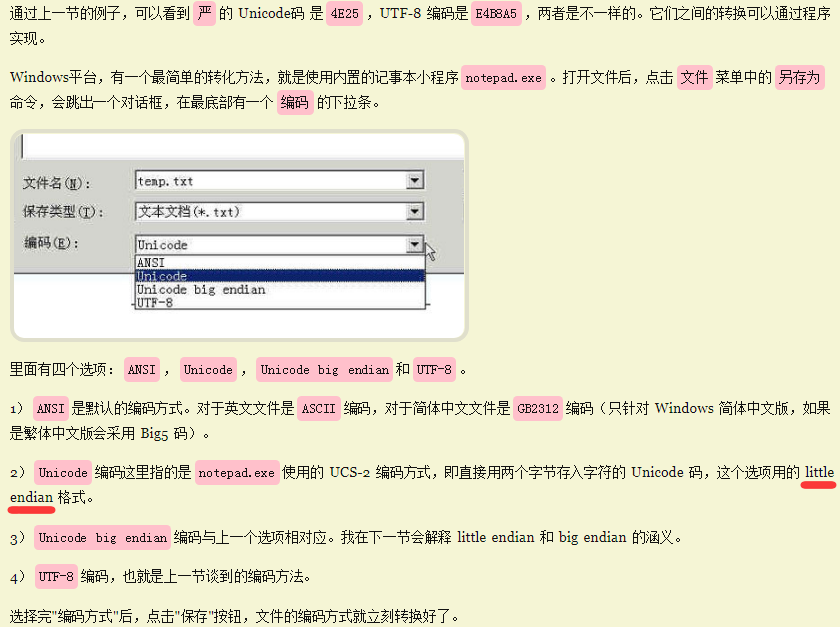 通过上一节的例子，可以看到 严 的 Unicode码 是 4E25 ，UTF-8 编码是 E4B8A5 ，两者是不一样的。它们之间的转换可以通过程序
实现。
Windows平台，有一个最简单的转化方法，就是使用内置的记事本小程序 notepad.exe 。打开文件后，点击 文件 菜单中的 另存为
命令，会跳出一个对话框，在最底部有一个 编码 的下拉条。
文件名(N)：
temp.txt
保存类型(T)：
文本文档(*.txt)
编码(E)：
Unicode
ANSI
Unicode
Unicode big endian
UTF-8
里面有四个选项： ANSI ， Unicode ， Unicode big endian 和 UTF-8 。
1） ANSI 是默认的编码方式。对于英文文件是 ASCII 编码，对于简体中文文件是 GB2312 编码（只针对 Windows 简体中文版，如果
是繁体中文版会采用 Big5 码）。
2） Unicode 编码这里指的是 notepad.exe 使用的 UCS-2 编码方式，即直接用两个字节存入字符的 Unicode 码，这个选项用的 little
endian 格式。
3） Unicode big endian 编码与上一个选项相对应。我在下一节会解释 little endian 和 big endian 的涵义。
4） UTF-8 编码，也就是上一节谈到的编码方法。
选择完"编码方式"后，点击"保存"按钮，文件的编码方式就立刻转换好了。